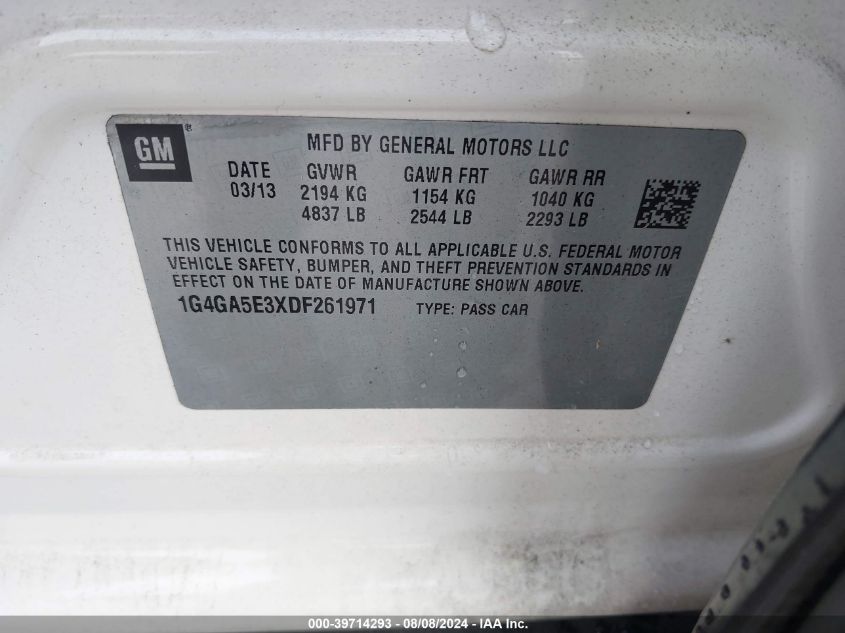 GM®
MFD BY GENERAL MOTORS LLC
DATE GVWR GAWR FRT GAWR RR
03/13 2194 KG 1154 KG 1040 KG
4837 LB 2544 LB 2293 LB
THIS VEHICLE CONFORMS TO ALL APPLICABLE U.S. FEDERAL MOTOR
VEHICLE SAFETY, BUMPER, AND THEFT PREVENTION STANDARDS IN
EFFECT ON THE DATE OF MANUFACTURE SHOWN ABOVE.
1G4GA5E3XDF261971 TYPE: PASS CAR
000-39714293 - 08/08/2024 - IAA Inc.